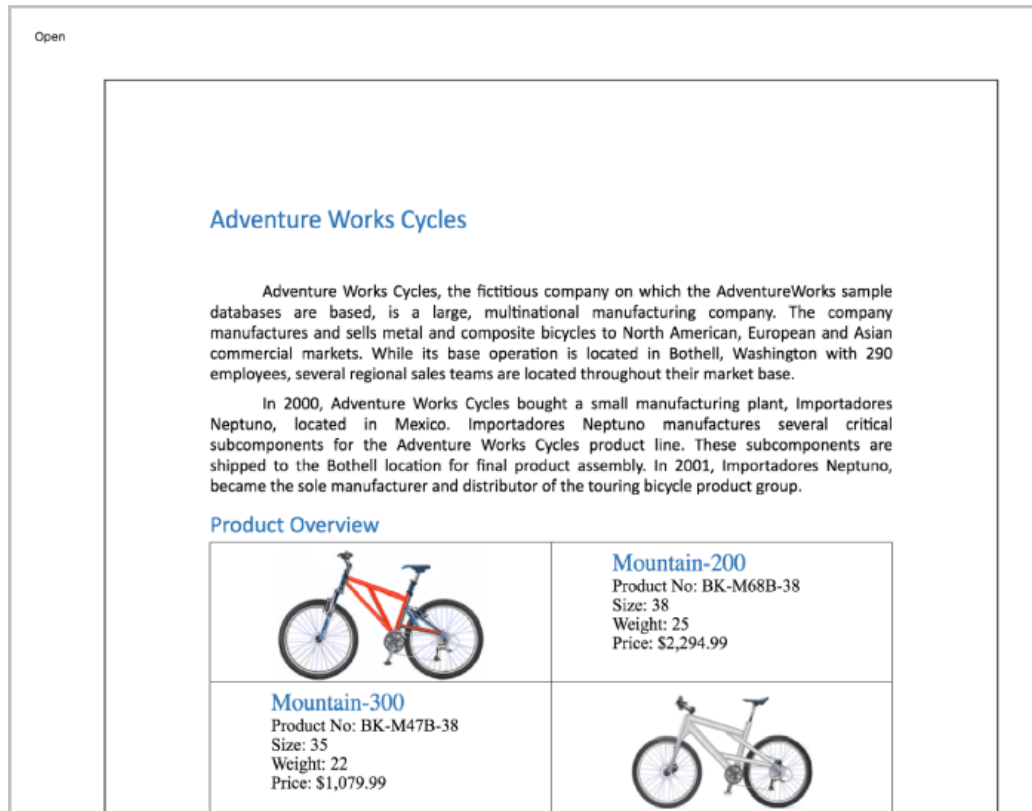 Open
Adventure Works Cycles
Adventure Works Cycles, the fictitious company on which the AdventureWorks sample
databases are based, is a large, multinational manufacturing company. The company
manufactures and sells metal and composite bicycles to North American, European and Asian
commercial markets. While its base operation is located in Bothell, Washington with 290
employees, several regional sales teams are located throughout their market base.
In 2000, Adventure Works Cycles bought a small manufacturing plant, Importadores
Neptuno, located in Mexico. Importadores Neptuno manufactures several critical
subcomponents for the Adventure Works Cycles product line. These subcomponents are
shipped to the Bothell location for final product assembly. In 2001, Importadores Neptuno,
became the sole manufacturer and distributor of the touring bicycle product group.
Product Overview
Mountain-200
Product No: BK-M68B-38
Size: 38
Weight: 25
Price: $2,294.99
Mountain-300
Product No: BK-M47B-38
Size: 35
Weight: 22
Price: $1,079.99